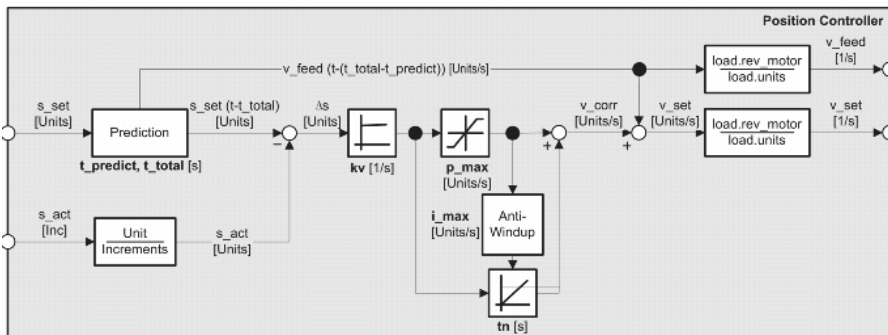 Position Controller
v_feed (t-(t_total-t_predict)) [Units/s]
load.rev_motor
load.units
v_feed
[1/s]
s_set
[Units]
Prediction
t_predict, t_total [s]
s_set (t-t_total)
[Units]
−
Δs
[Units]
kv [1/s]
p_max
[Units/s]
+
+
v_corr
[Units/s]
+
v_set
[Units/s]
load.rev_motor
load.units
v_set
[1/s]
s_act
[Inc]
Unit
Increments
s_act
[Units]
i_max
[Units/s]
Anti-
Windup
tn [s]